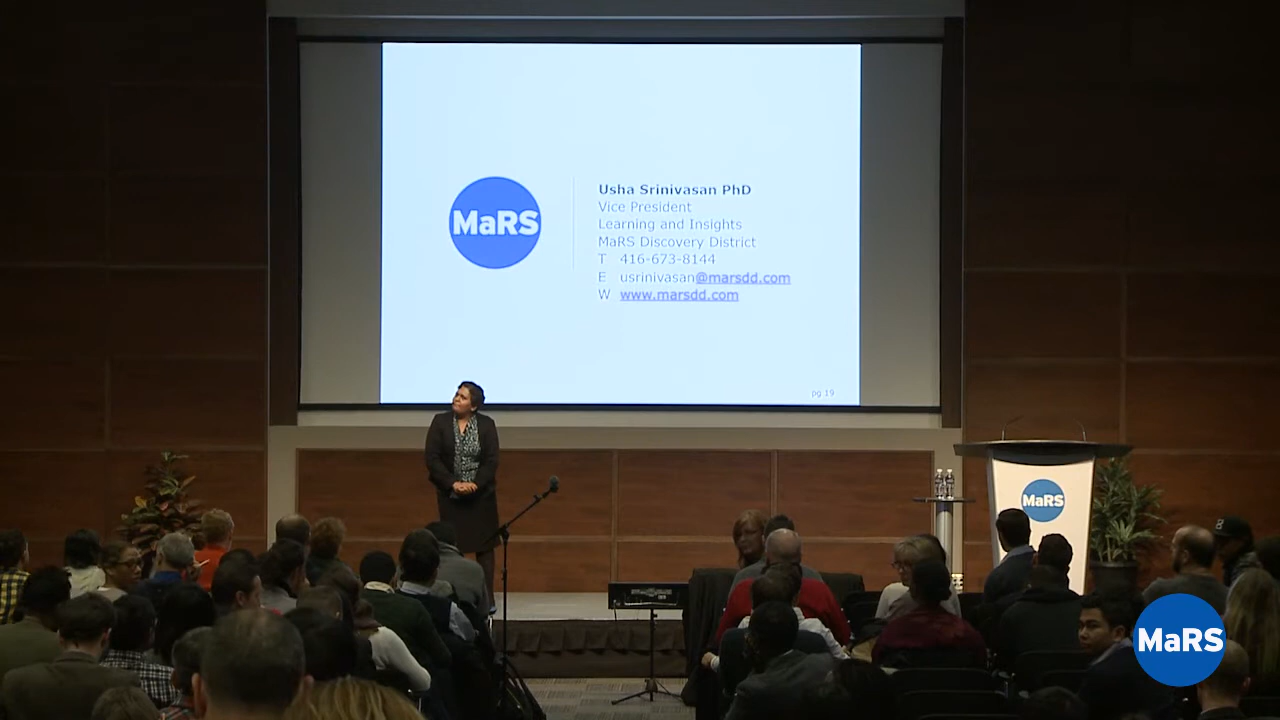 MaRS
Usha Srinivasan PhD
Vice President
Learning and Insights
MaRS Discovery District
T 416-673-8144
E usrinivasan@marsdd.com
W www.marsdd.com
pg 19
MaRS
MaRS